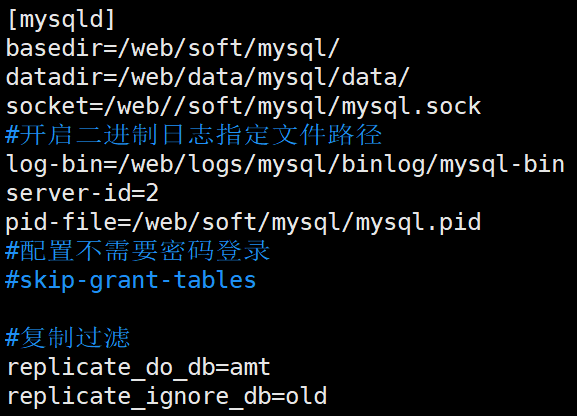 [mysqld]
basedir=/web/soft/mysql/
datadir=/web/data/mysql/data/
socket=/web//soft/mysql/mysql.sock
#开启二进制日志指定文件路径
log-bin=/web/logs/mysql/binlog/mysql-bin
server-id=2
pid-file=/web/soft/mysql/mysql.pid
#配置不需要密码登录
#skip-grant-tables
#复制过滤
replicate_do_db=amt
replicate_ignore_db=old